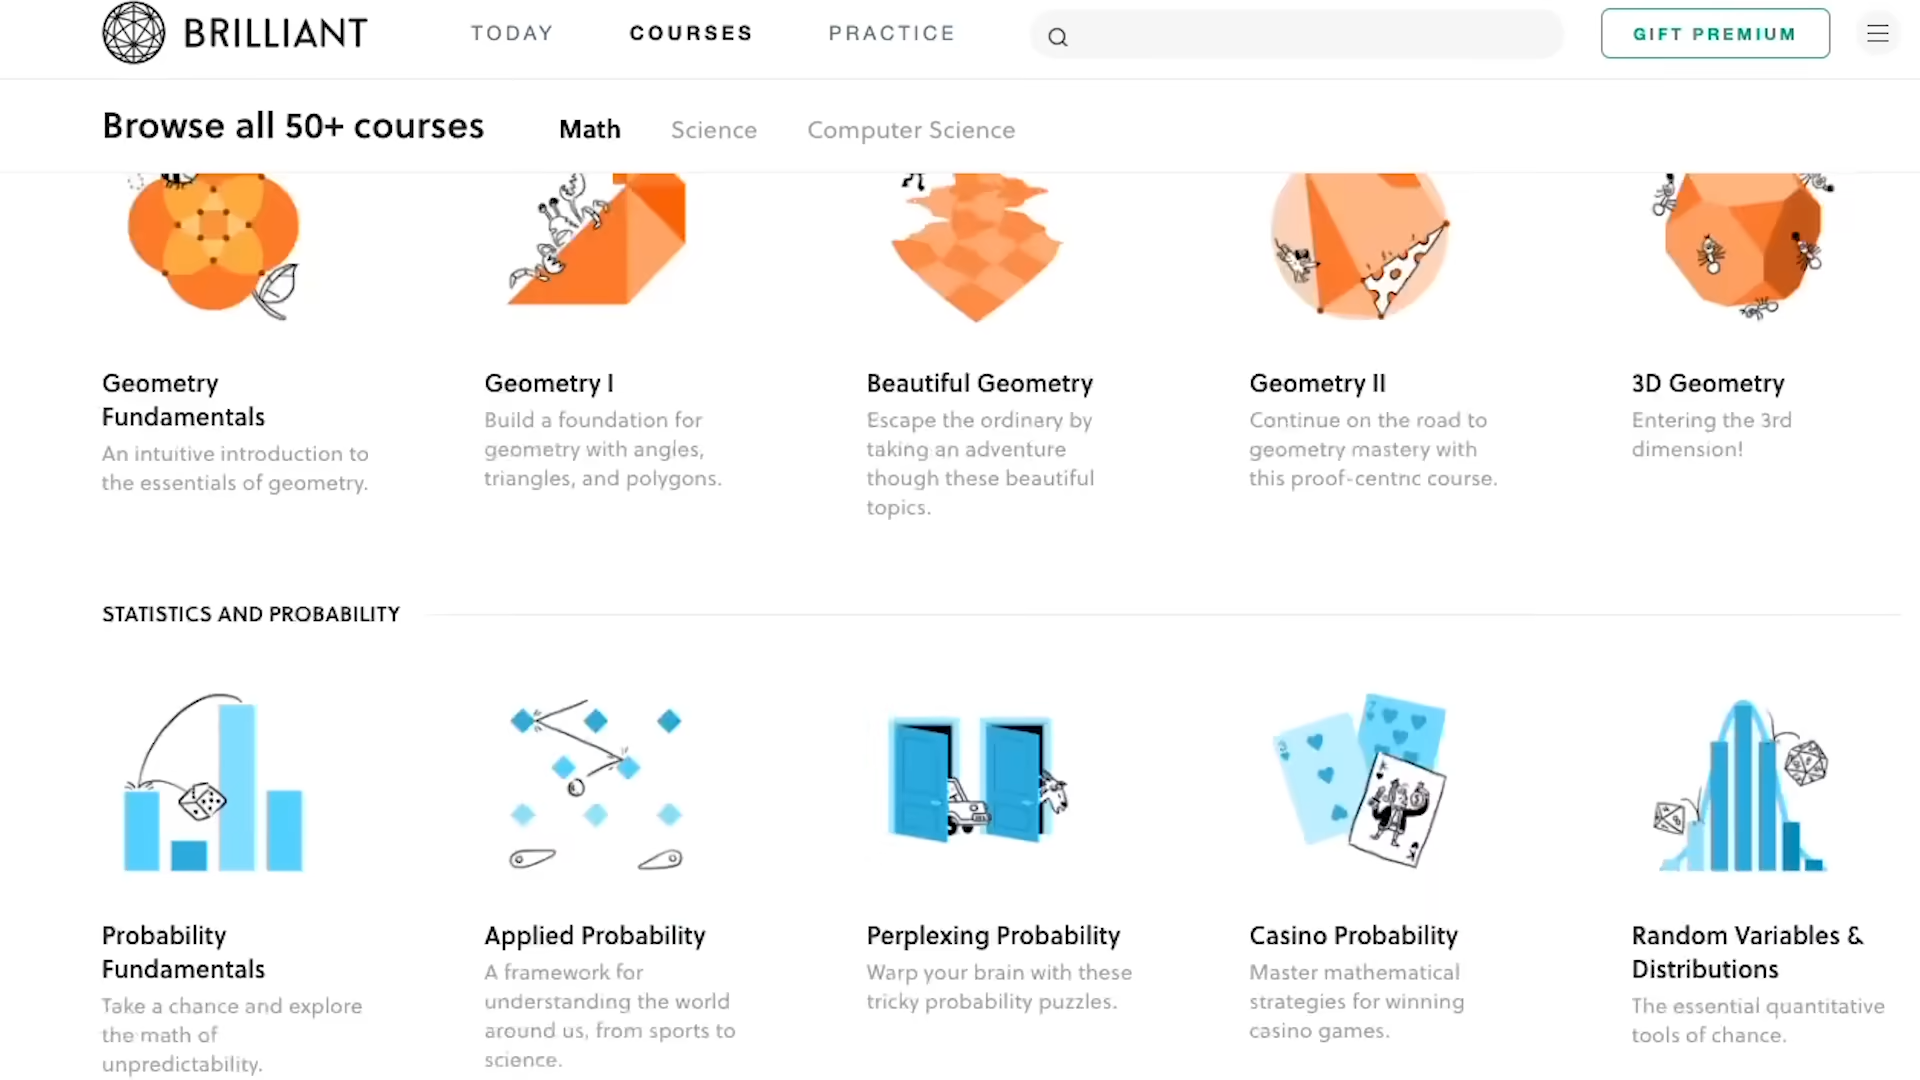 BRILLIANT
TODAY
COURSES
PRACTICE
GIFT PREMIUM
Browse all 50+ courses
Math
Science
Computer Science
Geometry
Fundamentals
An intuitive introduction to
the essentials of geometry.
Geometry I
Build a foundation for
geometry with angles,
triangles, and polygons.
Beautiful Geometry
Escape the ordinary by
taking an adventure
though these beautiful
topics.
Geometry II
Continue on the road to
geometry mastery with
this proof-centric course.
3D Geometry
Entering the 3rd
dimension!
STATISTICS AND PROBABILITY
Probability
Fundamentals
Take a chance and explore
the math of
unpredictability.
Applied Probability
A framework for
understanding the world
around us, from sports to
science.
Perplexing Probability
Warp your brain with these
tricky probability puzzles.
Casino Probability
Master mathematical
strategies for winning
casino games.
Random Variables &
Distributions
The essential quantitative
tools of chance.